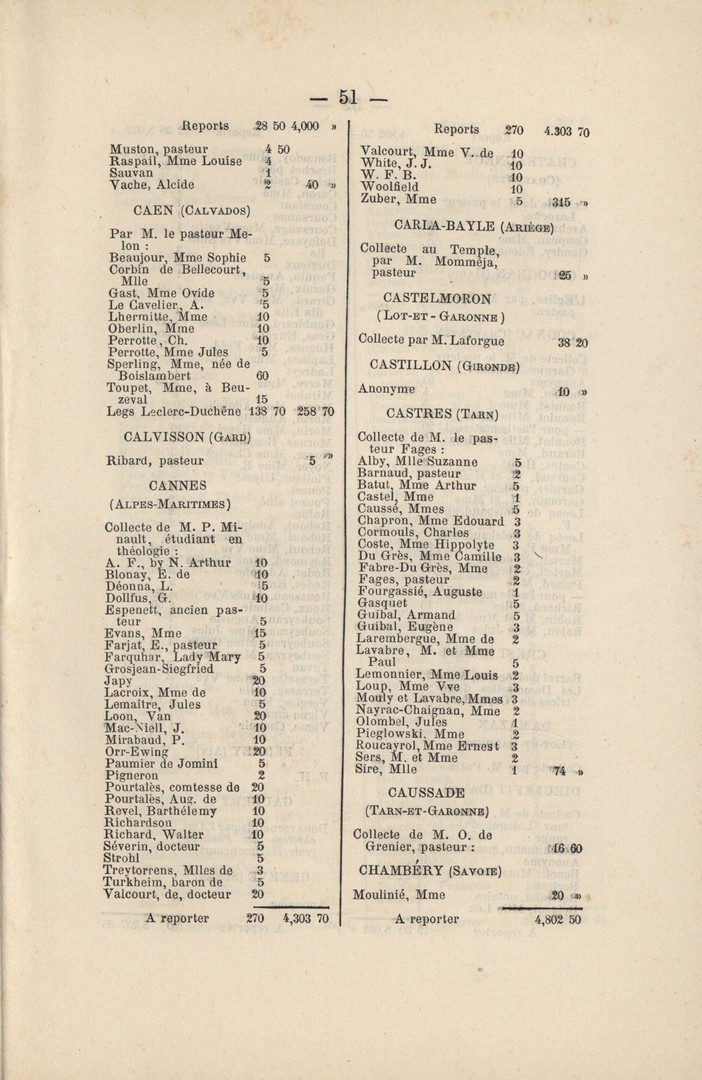 — 51 —
Reports 28 50 4,000 »
Muston, pasteur 4 50
Raspail, Mme Louise 4
Sauvan 1
Vache, Alcide 2 40 »
CAEN (CALVADOS)
Par M. le pasteur Me-
lon :
Beaujour, Mme Sophie 5
Corbin de Bellecourt,
Mlle 5
Gast, Mme Ovide 5
Le Cavelier, A. 5
Lhermitte, Mme 10
Oberlin, Mme 10
Perrotte, Ch. 10
Perrotte, Mme Jules 5
Sperling, Mme, née de
Boislambert 60
Toupet, Mme, à Beu-
zeval 15
Legs Leclerc-Duchêne 138 70 258 70
CALVISSON (GARD)
Ribard, pasteur 5 »
CANNES
(ALPES-MARITIMES)
Collecte de M. P. Mi-
nault, étudiant en
théologie :
A. F., by N. Arthur 10
Blonay, E. de 10
Déonna, L. 5
Dollfus, G. 10
Espenett, ancien pas-
teur 5
Evans, Mme 15
Farjat, E., pasteur 5
Farquhar, Lady Mary 5
Grosjean-Siegfried 5
Japy 20
Lacroix, Mme de 10
Lemaître, Jules 5
Loon, Van 20
Mac-Niell, J. 10
Mirabaud, P. 10
Orr-Ewing 20
Paumier de Jomini 5
Pigneron 2
Pourtalès, comtesse de 20
Pourtalès, Aug. de 10
Revel, Barthélemy 10
Richardson 10
Richard, Walter 10
Séverin, docteur 5
Strohl 5
Treytorrens, Mlles de 3
Turkheim, baron de 5
Valcourt, de, docteur 20
A reporter 270 4,303 70
Reports 270 4.303 70
Valcourt, Mme V. de 10
White, J. J. 10
W. F. B. 10
Woolfield 10
Zuber, Mme 5 315 »
CARLA-BAYLE (ARIÈGE)
Collecte au Temple,
par M. Momméja,
pasteur 25 »
CASTELMORON
(LOT-ET-GARONNE)
Collecte par M. Laforgue 38 20
CASTILLON (GIRONDE)
Anonyme 10 »
CASTRES (TARN)
Collecte de M. le pas-
teur Fages :
Alby, Mlle Suzanne 5
Barnaud, pasteur 2
Batut, Mme Arthur 5
Castel, Mme 1
Caussé, Mmes 5
Chapron, Mme Edouard 3
Cormouls, Charles 3
Coste, Mme Hippolyte 3
Du Grès, Mme Camille 3
Fabre-Du Grès, Mme 2
Fages, pasteur 2
Fourgassié, Auguste 1
Gasquet 5
Guibal, Armand 5
Guibal, Eugène 3
Larembergue, Mme de 2
Lavabre, M. et Mme
Paul 5
Lemonnier, Mme Louis 2
Loup, Mme Vve 3
Mouly et Lavabre, Mmes 3
Nayrac-Chaignan, Mme 2
Olombel, Jules 1
Pieglowski, Mme 2
Roucayrol, Mme Ernest 3
Sers, M. et Mme 2
Sire, Mlle 1 74 »
CAUSSADE
(TARN-ET-GARONNE)
Collecte de M. O. de
Grenier, pasteur : 16 60
CHAMBÉRY (SAVOIE)
Moulinié, Mme 20 »
A reporter 4,802 50